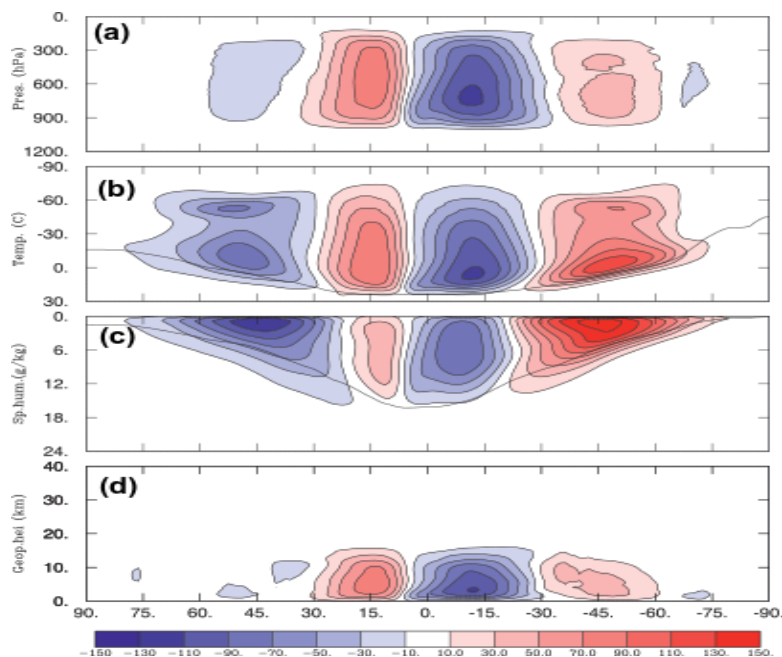 (a)
Pres. (hPa)
0.
300.
600.
900.
1200.
(b)
Temp. (C)
-90.
-60.
-30.
0.
30.
(c)
Sp.hum.(g/kg)
0.
6.
12.
18.
24.
(d)
Geop.hei (km)
40.
30.
20.
10.
0.
90. 75. 60. 45. 30. 15. 0. -15. -30. -45. -60. -75. -90.
-150 -130 -110 -90. -70. -50. -30. -10. 10.0 30.0 50.0 70.0 90.0 110. 130. 150.